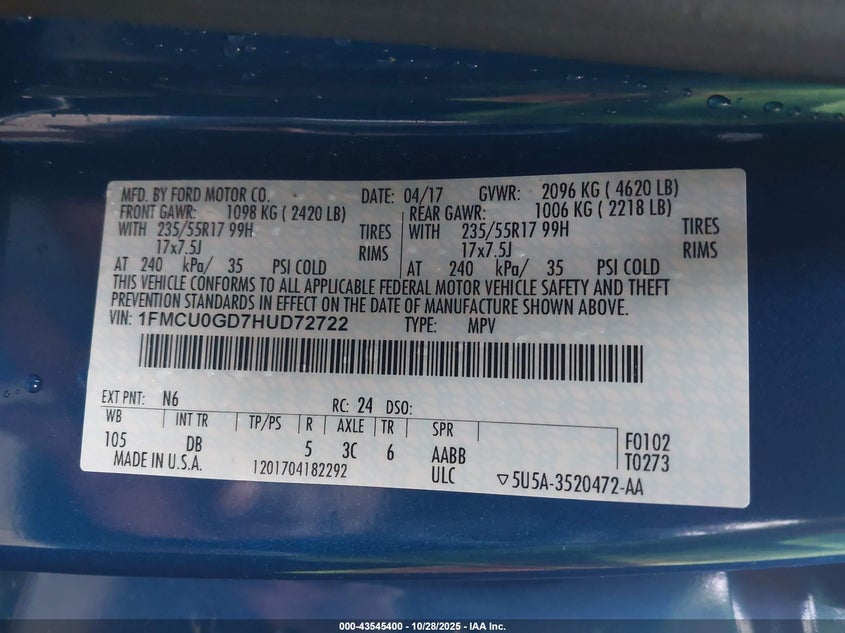 MFD. BY FORD MOTOR CO. DATE: 04/17 GVWR: 2096 KG ( 4620 LB)
FRONT GAWR: 1098 KG ( 2420 LB) REAR GAWR: 1006 KG ( 2218 LB)
WITH 235/55R17 99H TIRES WITH 235/55R17 99H TIRES
17x7.5J RIMS 17x7.5J RIMS
AT 240 kPa/ 35 PSI COLD AT 240 kPa/ 35 PSI COLD
THIS VEHICLE CONFORMS TO ALL APPLICABLE FEDERAL MOTOR VEHICLE SAFETY AND THEFT
PREVENTION STANDARDS IN EFFECT ON THE DATE OF MANUFACTURE SHOWN ABOVE.
VIN: 1FMCU0GD7HUD72722 TYPE: MPV
EXT PNT: N6 RC: 24 DSO:
WB INT TR TP/PS R AXLE TR SPR
105 DB 5 3C 6 AABB F0102
MADE IN U.S.A. 1201704182292 ULC T0273
▽5U5A-3520472-AA
000-43545400 - 10/28/2025 - IAA Inc.